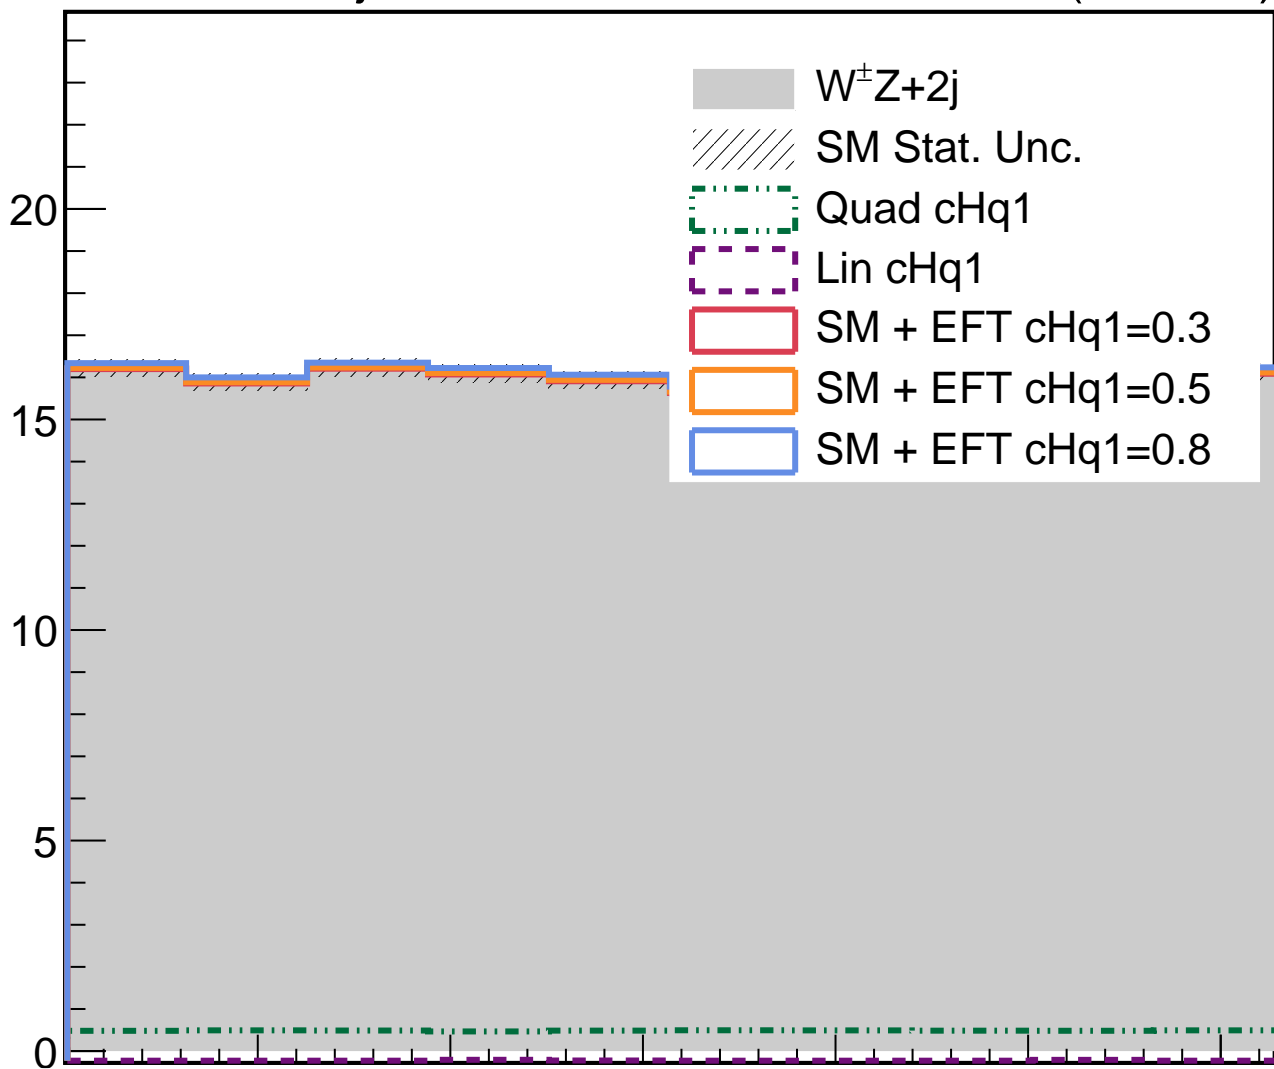 W±Z+2j
SM Stat. Unc.
Quad cHq1
Lin cHq1
SM + EFT cHq1=0.3
SM + EFT cHq1=0.5
SM + EFT cHq1=0.8
20
15
10
5
0